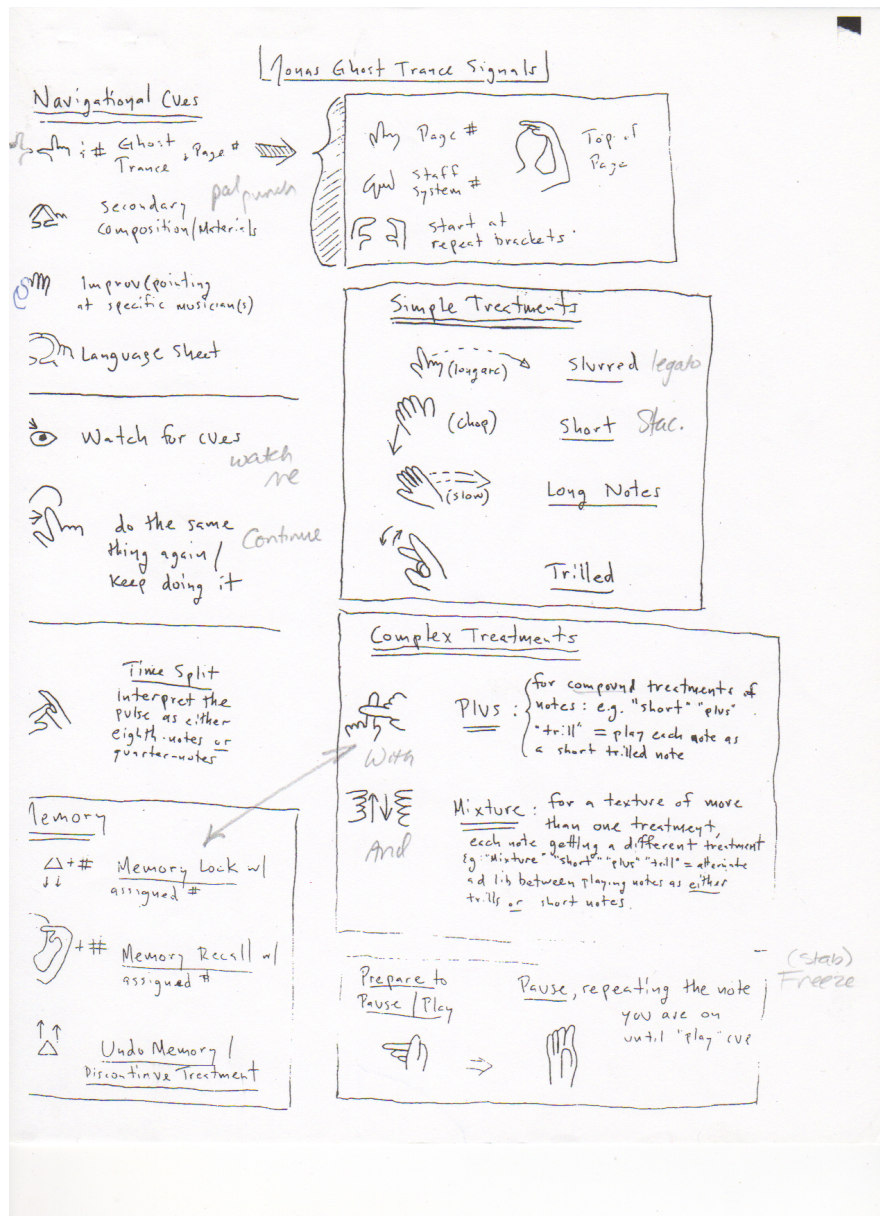 Jonas Ghost Trance Signals
Navigational Cues
: # Ghost Trance + Page #
secondary
composition/Materials
Improv (pointing
at specific musician(s)
Language Sheet
Watch for cues
watch
me
do the same
thing again /
keep doing it
Continue
Time Split
Interpret the
pulse as either
eighth-notes or
quarter-notes
Memory
+ #
Memory Lock w/
assigned #
+ #
Memory Recall w/
assigned #
Undo Memory /
Discontinue Treatment
Page #
Top of
Page
staff
system #
start at
repeat brackets
Simple Treatments
(long arc)
Slurred legato
(chop)
Short Stac.
(slow)
Long Notes
Trilled
Complex Treatments
Plus :
for compound treatments of
notes : e.g. "short" "plus"
"trill" = play each note as
a short trilled note
With
Mixture : for a texture of more
than one treatment,
each note getting a different treatment
Eg: "Mixture" "short" "plus" "trill" = alternate
ad lib between playing notes as either
trills or short notes.
And
Prepare to
Pause / Play
Pause, repeating the note
you are on
until "play" cue
(stab)
Freeze